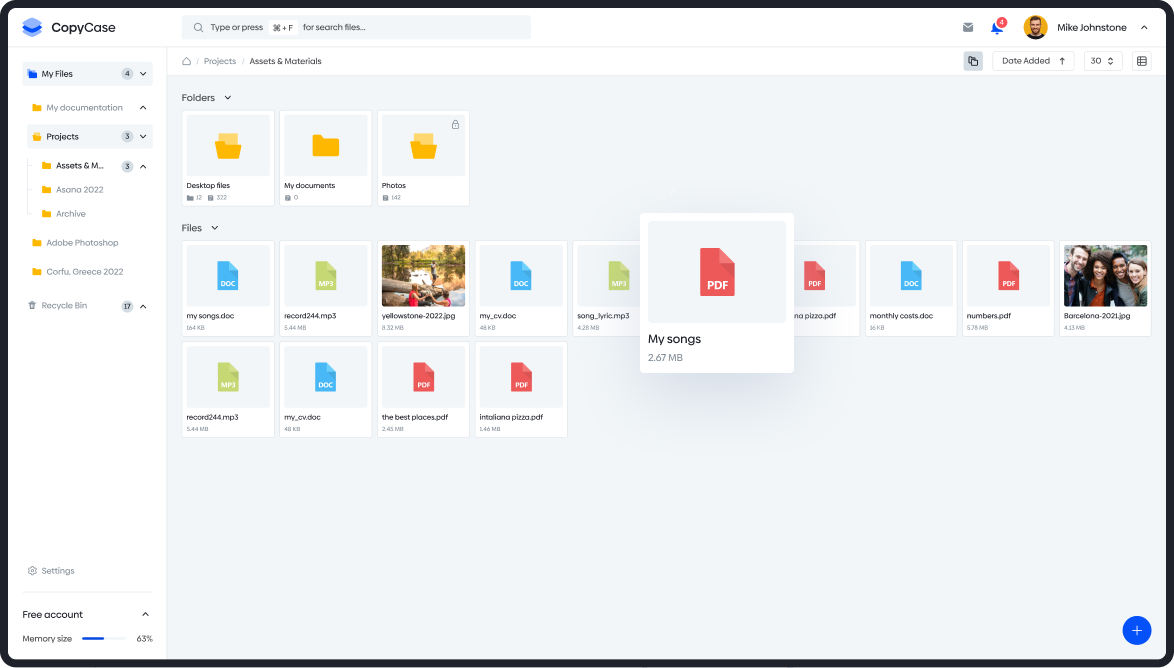 CopyCase
Type or press ⌘ + F for search files...
4
Mike Johnstone
My Files 4
My documentation
Projects 3
Assets & M... 3
Asana 2022
Archive
Adobe Photoshop
Corfu, Greece 2022
Recycle Bin 17
Settings
Free account
Memory size 63%
/ Projects / Assets & Materials
Date Added
30
Folders
Desktop files
12 322
My documents
0
Photos
142
Files
DOC
my songs.doc
164 KB
MP3
record244.mp3
5.44 MB
yellowstone-2022.jpg
8.32 MB
DOC
my_cv.doc
48 KB
MP3
song_lyric.mp3
4.28 MB
PDF
My songs
2.67 MB
PDF
na pizza.pdf
DOC
monthly costs.doc
16 KB
PDF
numbers.pdf
5.78 MB
Barcelona-2021.jpg
4.13 MB
MP3
record244.mp3
5.44 MB
DOC
my_cv.doc
48 KB
PDF
the best places.pdf
2.45 MB
PDF
intaliana pizza.pdf
1.46 MB